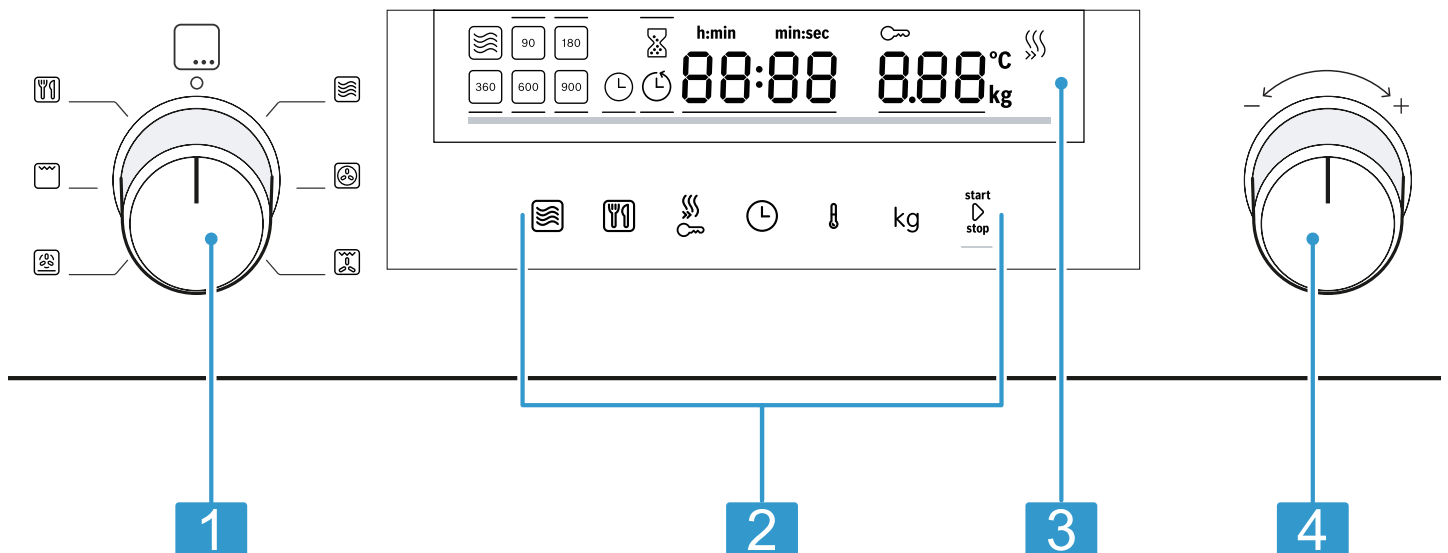 h:min min:sec
90 180
88:88 8.88 °C
360 600 900 kg
− +
start
kg
stop
1 2 3 4